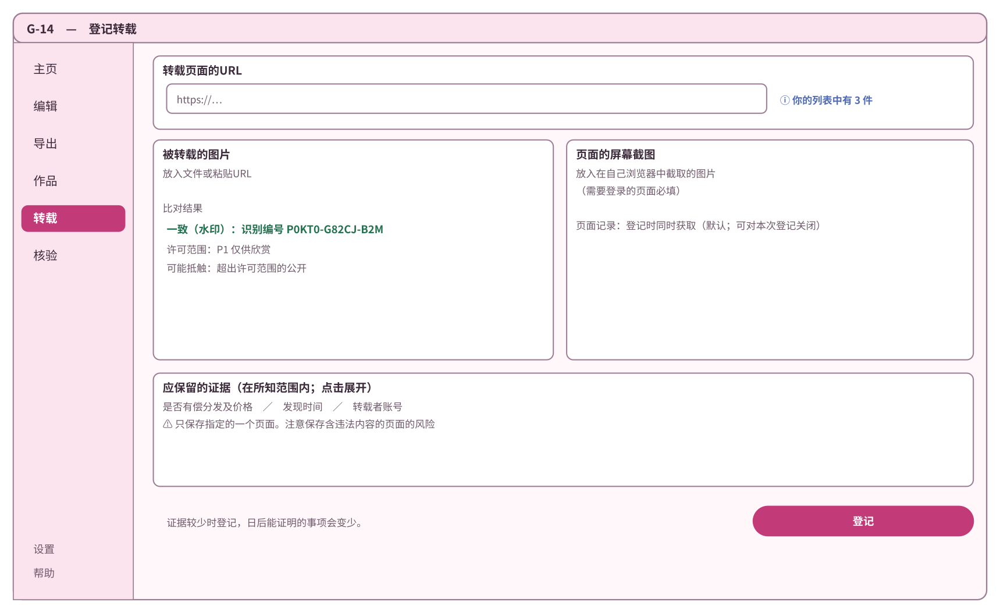 G-14 — 登记转载
主页
编辑
导出
作品
转载
核验
设置
帮助
转载页面的URL
https://…
ⓘ 你的列表中有 3 件
被转载的图片
放入文件或粘贴URL
比对结果
一致（水印）：识别编号 P0KT0-G82CJ-B2M
许可范围：P1 仅供欣赏
可能抵触：超出许可范围的公开
页面的屏幕截图
放入在自己浏览器中截取的图片
（需要登录的页面必填）
页面记录：登记时同时获取（默认；可对本次登记关闭）
应保留的证据（在所知范围内；点击展开）
是否有偿分发及价格 ／ 发现时间 ／ 转载者账号
⚠ 只保存指定的一个页面。注意保存含违法内容的页面的风险
证据较少时登记，日后能证明的事项会变少。
登记